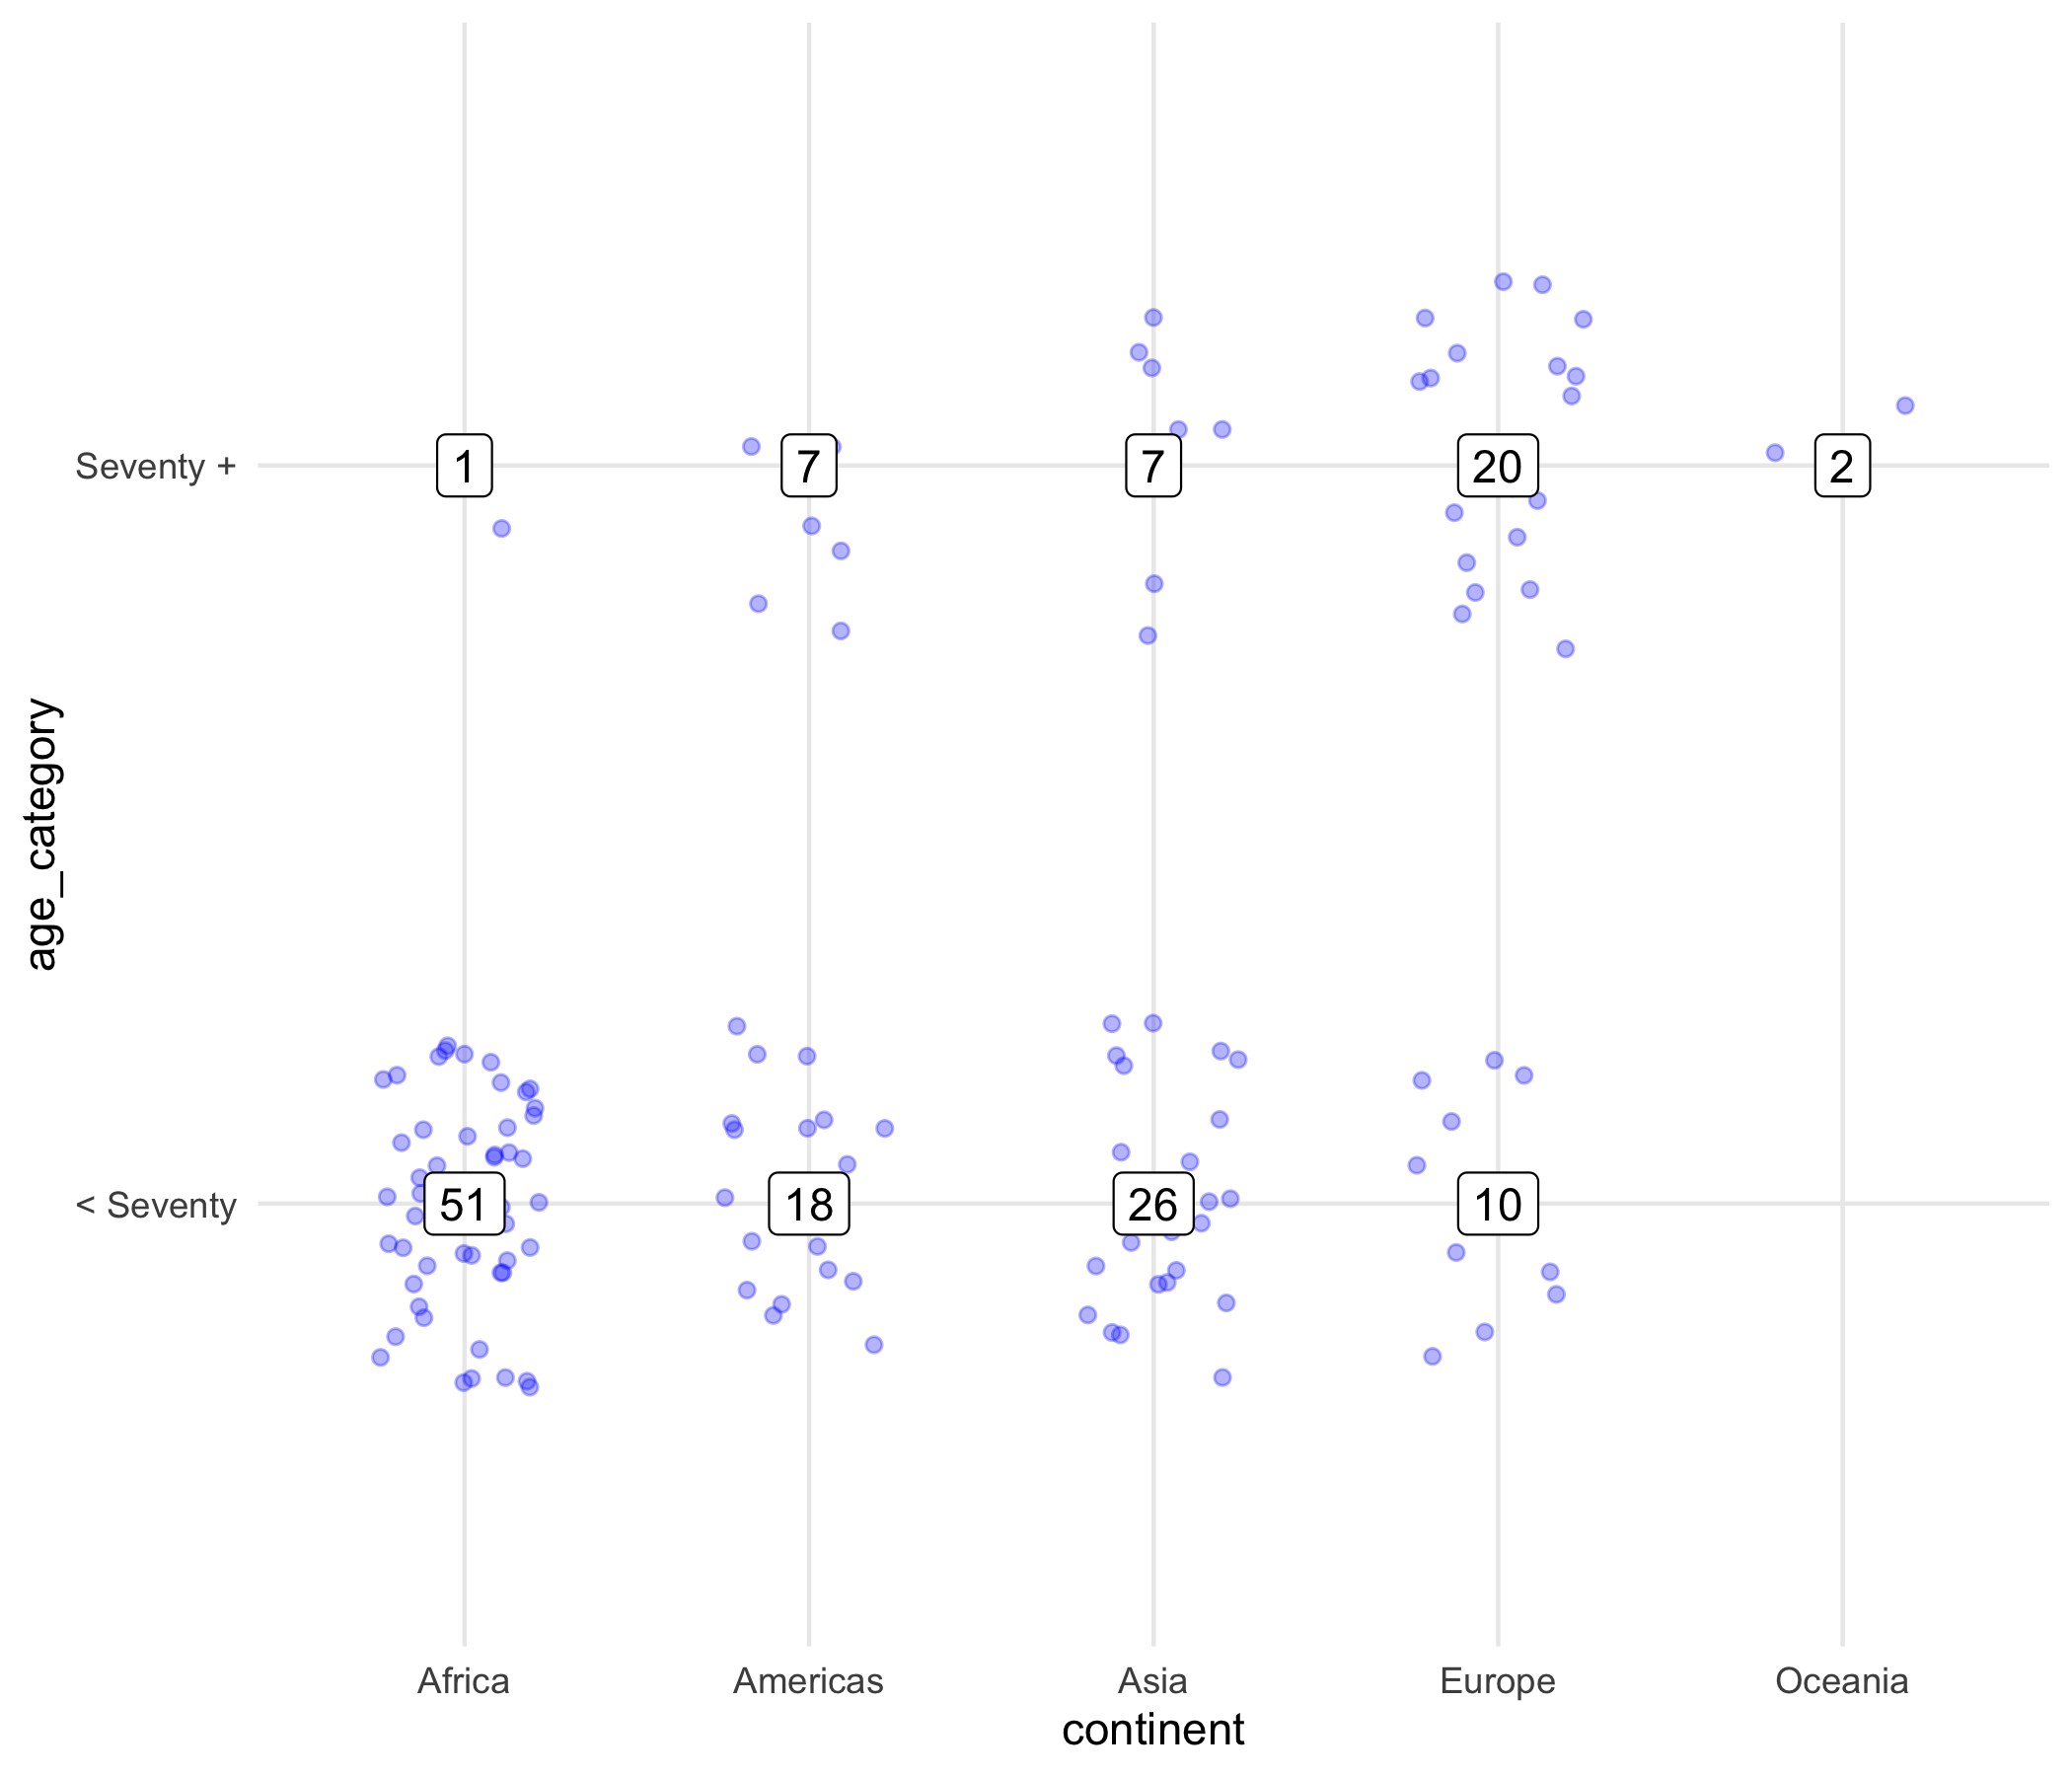 age_category
Seventy +
1
7
7
20
2
< Seventy
51
18
26
10
Africa
Americas
Asia
Europe
Oceania
continent